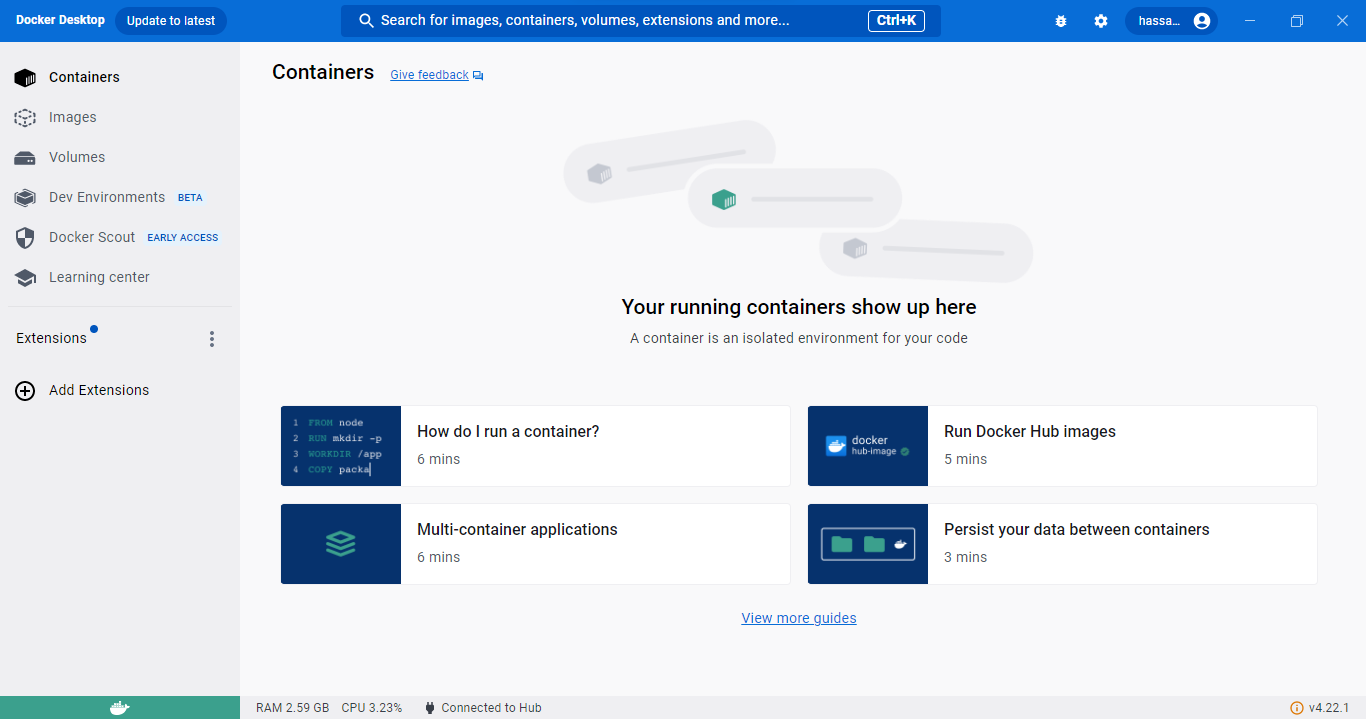 Docker Desktop
Update to latest
Search for images, containers, volumes, extensions and more...
Ctrl+K
hassa...
Containers
Images
Volumes
Dev Environments BETA
Docker Scout EARLY ACCESS
Learning center
Extensions
Add Extensions
Containers
Give feedback
Your running containers show up here
A container is an isolated environment for your code
1 FROM node
2 RUN mkdir -p
3 WORKDIR /app
4 COPY packa
How do I run a container?
6 mins
docker
hub-image
Run Docker Hub images
5 mins
Multi-container applications
6 mins
Persist your data between containers
3 mins
View more guides
RAM 2.59 GB CPU 3.23% Connected to Hub
v4.22.1